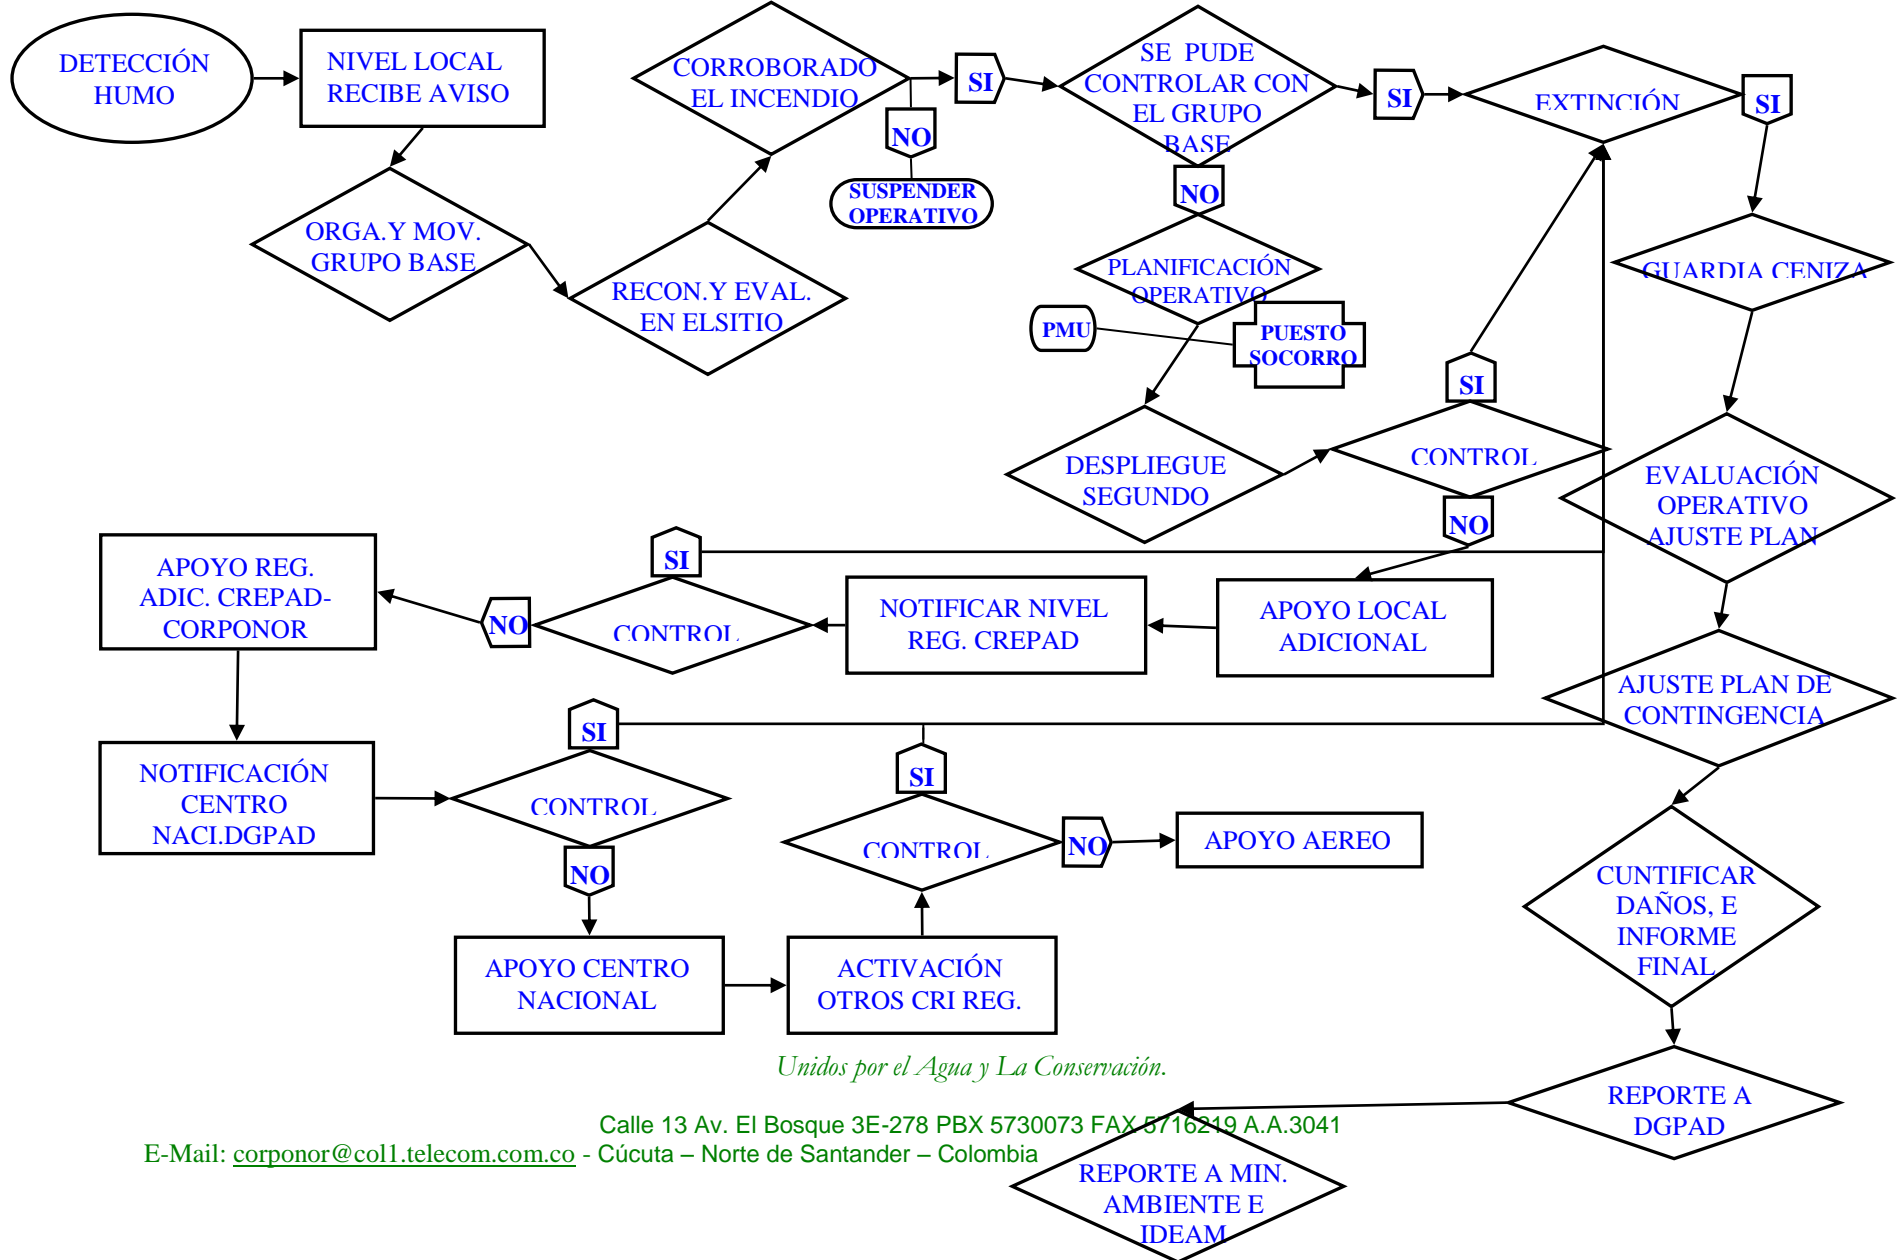 DETECCIÓN
HUMO
NIVEL LOCAL
RECIBE AVISO
ORGA.Y MOV.
GRUPO BASE
RECON.Y EVAL.
EN ELSITIO
CORROBORADO
EL INCENDIO
SI
NO
SUSPENDER
OPERATIVO
SE PUDE
CONTROLAR CON
EL GRUPO
BASE
SI
NO
EXTINCIÓN
SI
GUARDIA CENIZA
PLANIFICACIÓN
OPERATIVO
PMU
PUESTO
SOCORRO
DESPLIEGUE
SEGUNDO
CONTROL
SI
NO
EVALUACIÓN
OPERATIVO
AJUSTE PLAN
APOYO LOCAL
ADICIONAL
NOTIFICAR NIVEL
REG. CREPAD
CONTROL
SI
NO
APOYO REG.
ADIC. CREPAD-
CORPONOR
AJUSTE PLAN DE
CONTINGENCIA
NOTIFICACIÓN
CENTRO
NACI.DGPAD
CONTROL
SI
NO
APOYO CENTRO
NACIONAL
ACTIVACIÓN
OTROS CRI REG.
CONTROL
SI
NO
APOYO AEREO
CUNTIFICAR
DAÑOS, E
INFORME
FINAL
REPORTE A
DGPAD
REPORTE A MIN.
AMBIENTE E
IDEAM
Unidos por el Agua y La Conservación.
Calle 13 Av. El Bosque 3E-278 PBX 5730073 FAX 5716219 A.A.3041
E-Mail: corponor@col1.telecom.com.co - Cúcuta – Norte de Santander – Colombia